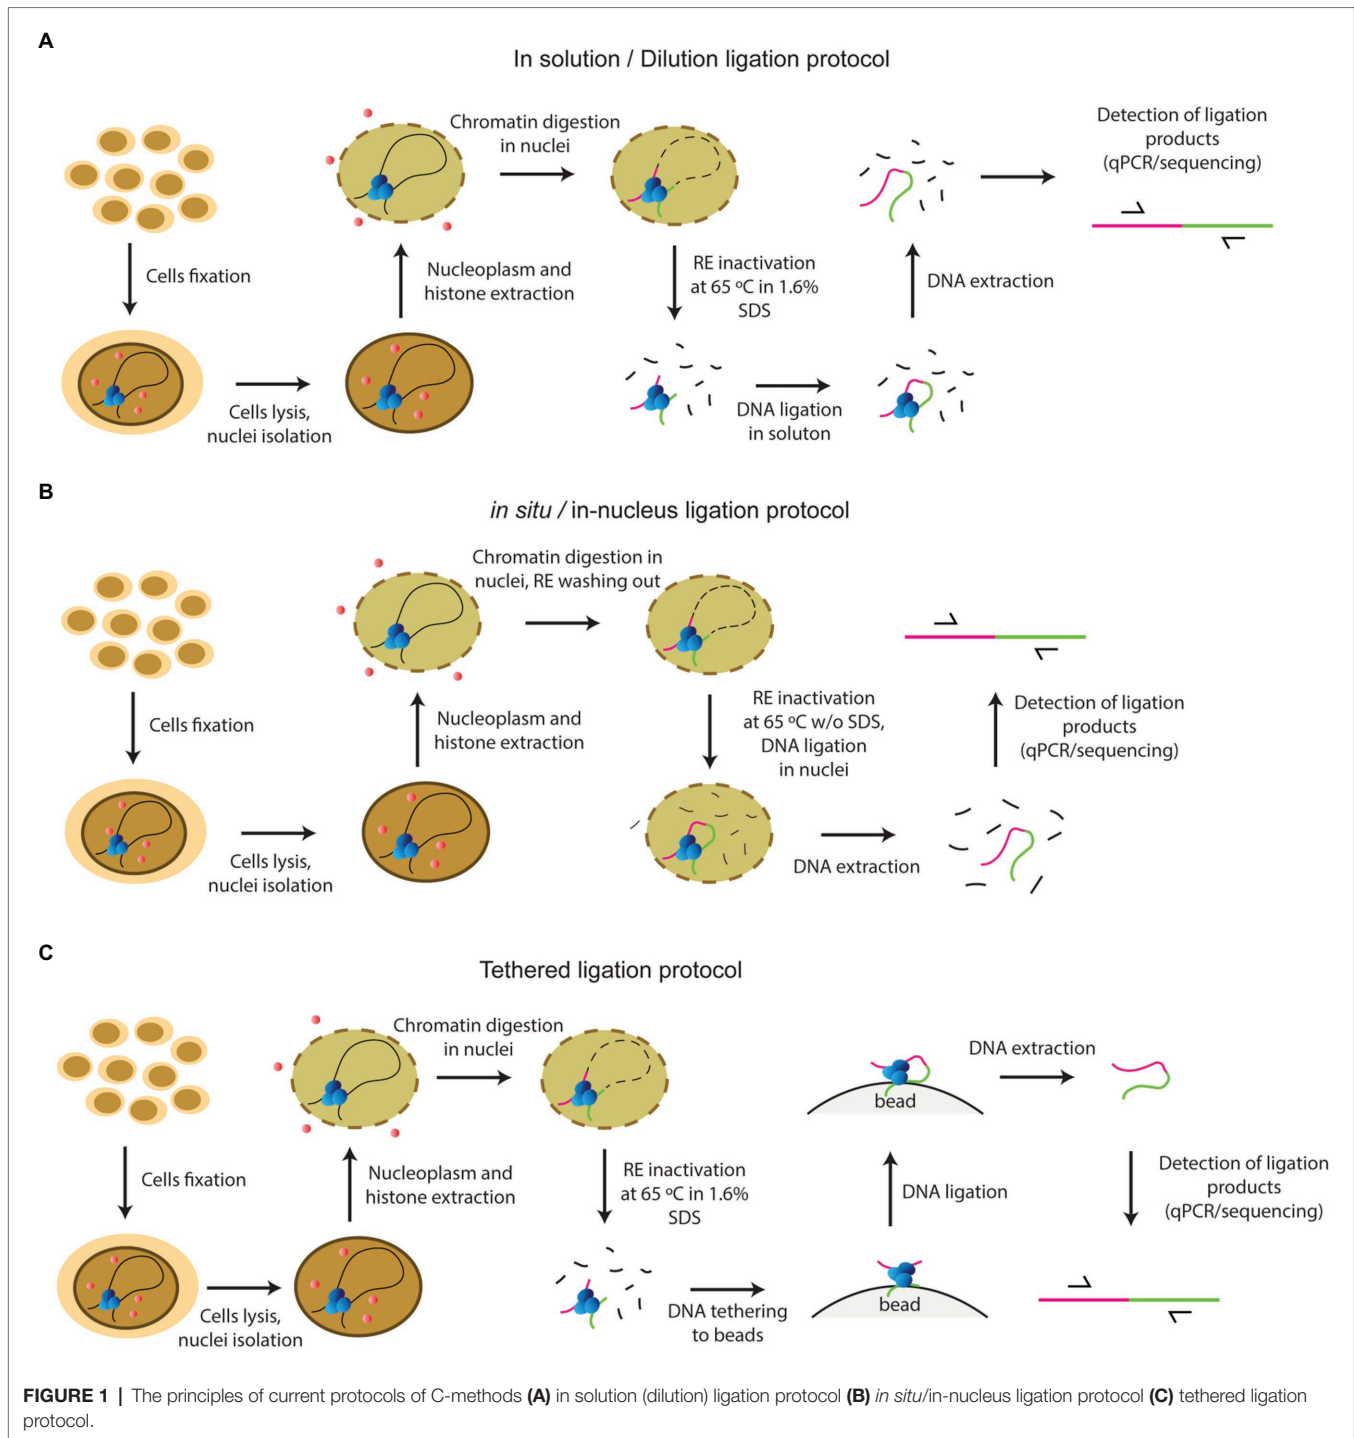 A
In solution / Dilution ligation protocol
Cells fixation
Cells lysis,
nuclei isolation
Nucleoplasm and
histone extraction
Chromatin digestion
in nuclei
RE inactivation
at 65 ºC in 1.6%
SDS
DNA ligation
in soluton
DNA extraction
Detection of ligation
products
(qPCR/sequencing)
B
in situ / in-nucleus ligation protocol
Cells fixation
Cells lysis,
nuclei isolation
Nucleoplasm and
histone extraction
Chromatin digestion in
nuclei, RE washing out
RE inactivation
at 65 ºC w/o SDS,
DNA ligation
in nuclei
DNA extraction
Detection of ligation
products
(qPCR/sequencing)
C
Tethered ligation protocol
Cells fixation
Cells lysis,
nuclei isolation
Nucleoplasm and
histone extraction
Chromatin digestion
in nuclei
RE inactivation
at 65 ºC in 1.6%
SDS
DNA tethering
to beads
bead
DNA ligation
bead
DNA extraction
Detection of ligation
products
(qPCR/sequencing)
FIGURE 1 | The principles of current protocols of C-methods (A) in solution (dilution) ligation protocol (B) in situ/in-nucleus ligation protocol (C) tethered ligation
protocol.